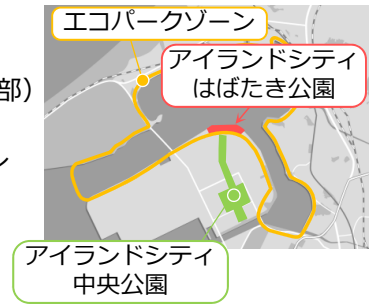 エコパークゾーン
アイランドシティ
はばたき公園
部）
アイランドシティ
中央公園